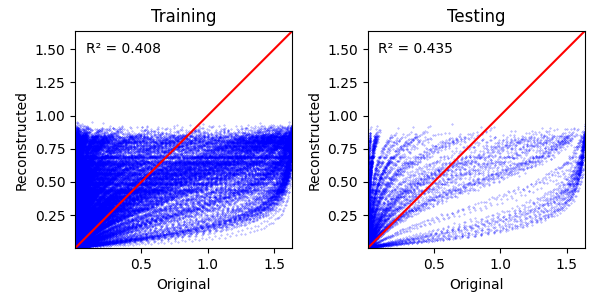 Training
R² = 0.408
1.50
1.25
1.00
0.75
0.50
0.25
Reconstructed
0.5 1.0 1.5
Original
Testing
R² = 0.435
1.50
1.25
1.00
0.75
0.50
0.25
Reconstructed
0.5 1.0 1.5
Original